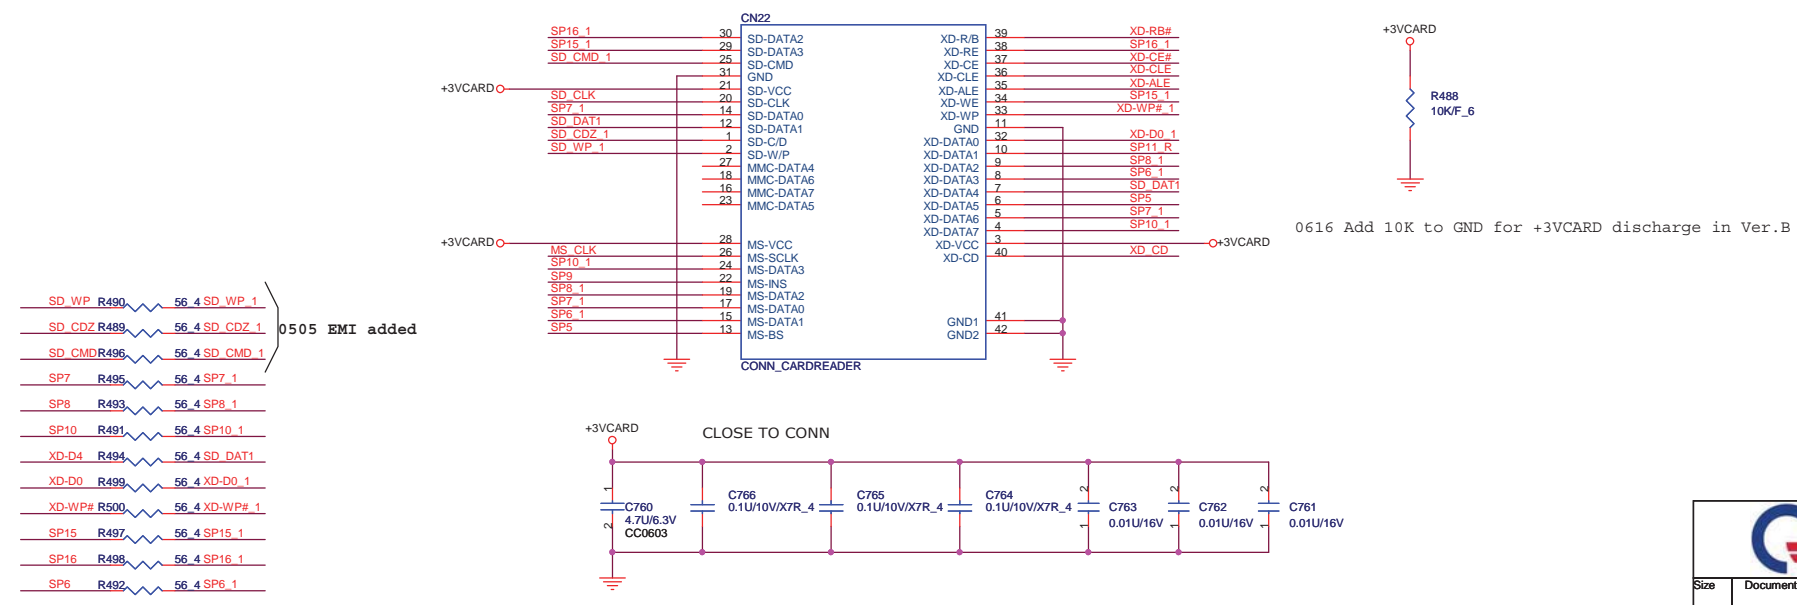 CN22
SP16_1 30 SD-DATA2 XD-R/B 39 XD-RB#
SP15_1 29 SD-DATA3 XD-RE 38 SP16_1
SD_CMD_1 25 SD-CMD XD-CE 37 XD-CE#
31 GND XD-CLE 36 XD-CLE
+3VCARD 21 SD-VCC XD-ALE 35 XD-ALE
SD_CLK 20 SD-CLK XD-WE 34 SP15_1
SP7_1 14 SD-DATA0 XD-WP 33 XD-WP#_1
SD_DAT1 12 SD-DATA1 GND 11
SD_CDZ_1 1 SD-C/D XD-DATA0 32 XD-D0_1
SD_WP_1 2 SD-W/P XD-DATA1 10 SP11_R
27 MMC-DATA4 XD-DATA2 9 SP8_1
18 MMC-DATA6 XD-DATA3 8 SP6_1
16 MMC-DATA7 XD-DATA4 7 SD_DAT1
23 MMC-DATA5 XD-DATA5 6 SP5
XD-DATA6 5 SP7_1
XD-DATA7 4 SP10_1
+3VCARD 28 MS-VCC XD-VCC 3 +3VCARD
MS_CLK 26 MS-SCLK XD-CD 40 XD_CD
SP10_1 24 MS-DATA3
SP9 22 MS-INS
SP8_1 19 MS-DATA2
SP7_1 17 MS-DATA0
SP6_1 15 MS-DATA1 GND1 41
SP5 13 MS-BS GND2 42
CONN_CARDREADER
+3VCARD
R488
10K/F_6
0616 Add 10K to GND for +3VCARD discharge in Ver.B
SD_WP R490 56_4 SD_WP_1
SD_CDZ R489 56_4 SD_CDZ_1
0505 EMI added
SD_CMD R496 56_4 SD_CMD_1
SP7 R495 56_4 SP7_1
SP8 R493 56_4 SP8_1
SP10 R491 56_4 SP10_1
XD-D4 R494 56_4 SD_DAT1
XD-D0 R499 56_4 XD-D0_1
XD-WP# R500 56_4 XD-WP#_1
SP15 R497 56_4 SP15_1
SP16 R498 56_4 SP16_1
SP6 R492 56_4 SP6_1
+3VCARD
CLOSE TO CONN
1 2 C760
4.7U/6.3V
CC0603
C766
0.1U/10V/X7R_4
C765
0.1U/10V/X7R_4
C764
0.1U/10V/X7R_4
2 1 C763
0.01U/16V
2 1 C762
0.01U/16V
2 1 C761
0.01U/16V
Size Document